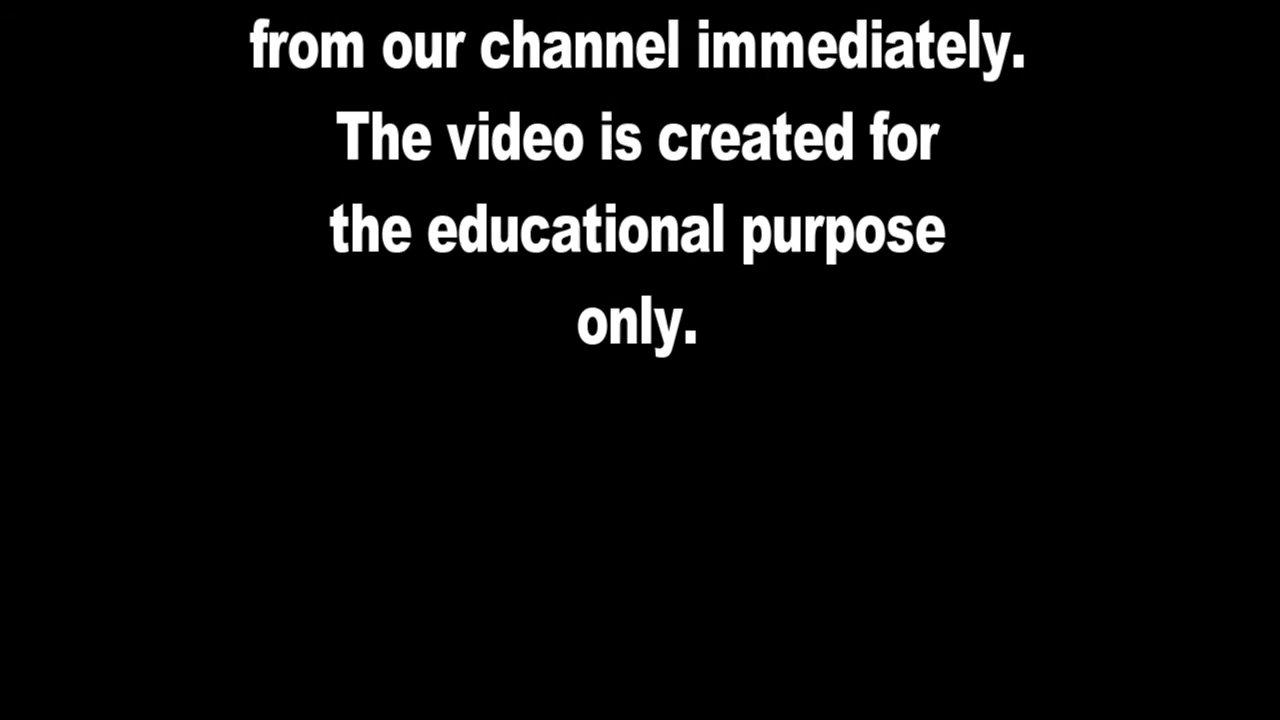 from our channel immediately.
The video is created for
the educational purpose
only.